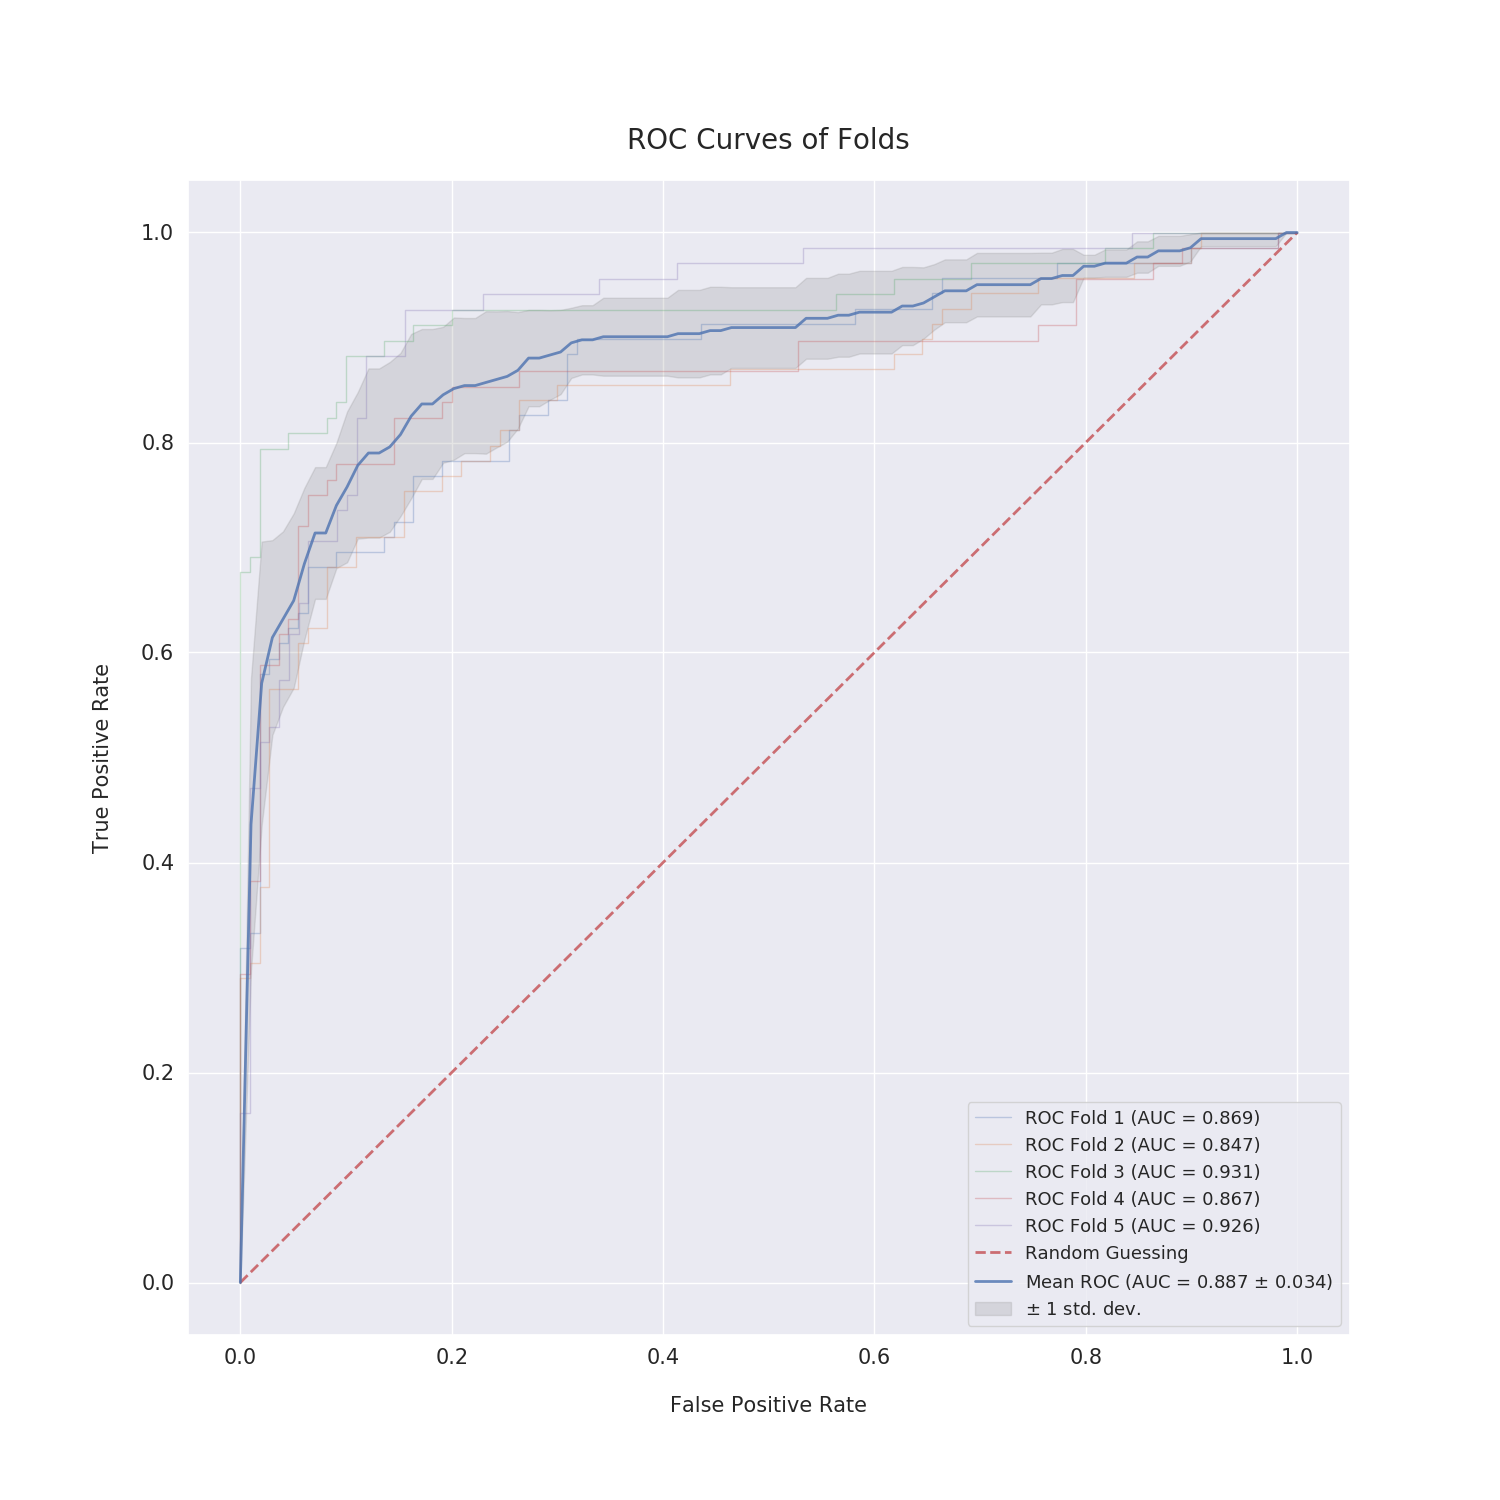 ROC Curves of Folds
1.0
0.8
0.6
0.4
0.2
0.0
True Positive Rate
ROC Fold 1 (AUC = 0.869)
ROC Fold 2 (AUC = 0.847)
ROC Fold 3 (AUC = 0.931)
ROC Fold 4 (AUC = 0.867)
ROC Fold 5 (AUC = 0.926)
Random Guessing
Mean ROC (AUC = 0.887 ± 0.034)
± 1 std. dev.
0.0 0.2 0.4 0.6 0.8 1.0
False Positive Rate